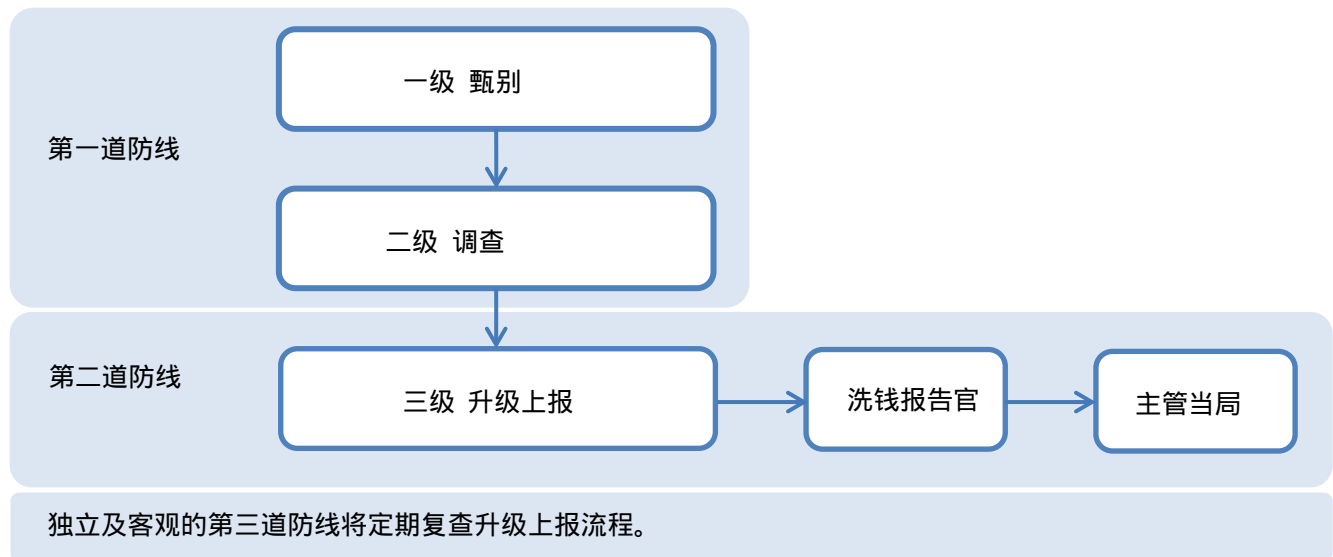 一级 甄别
第一道防线
二级 调查
第二道防线
三级 升级上报
洗钱报告官
主管当局
独立及客观的第三道防线将定期复查升级上报流程。